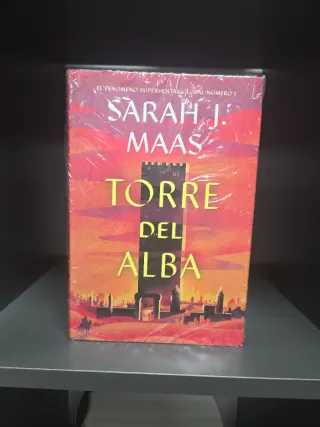 EL FENÓMENO SUPERVENTAS GLOBAL NÚMERO 1
SARAH J.
MAAS
TORRE
DEL
ALBA